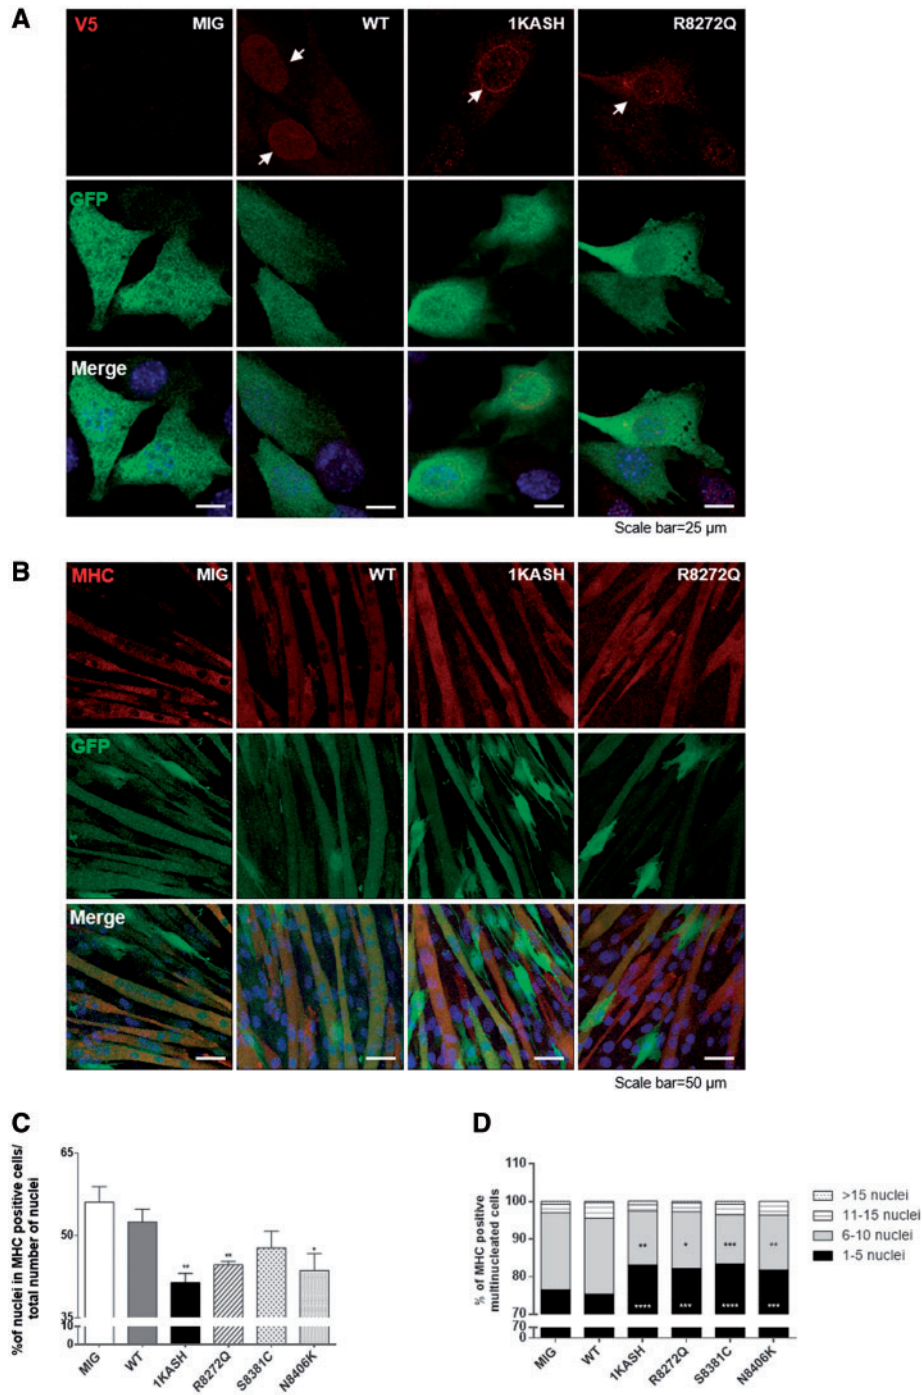 A
V5 MIG WT 1KASH R8272Q
GFP
Merge
Scale bar=25 µm
B
MHC MIG WT 1KASH R8272Q
GFP
Merge
Scale bar=50 µm
C
%of nuclei in MHC positive cells/
total number of nuclei
65
50
35
10
0
** ** *
MIG WT 1KASH R8272Q S8381C N8406K
D
% of MHC positive
multinucleated cells
110
100
90
80
70
70
0
** * *** **
**** *** **** ***
MIG WT 1KASH R8272Q S8381C N8406K
>15 nuclei
11-15 nuclei
6-10 nuclei
1-5 nuclei